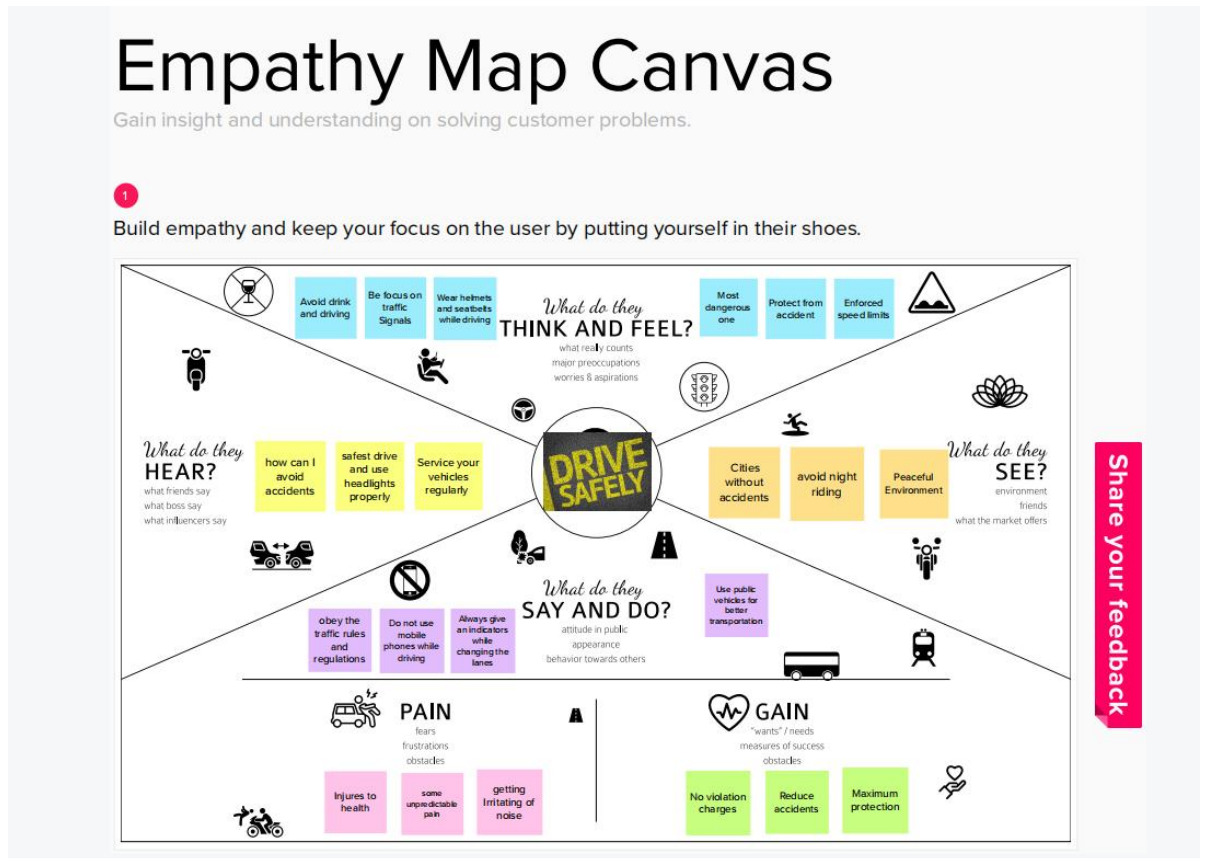 Empathy Map Canvas
Gain insight and understanding on solving customer problems.
1
Build empathy and keep your focus on the user by putting yourself in their shoes.
Avoid drink
and driving
Be focus on
traffic
Signals
Wear helmets
and seatbelts
while driving
What do they
THINK AND FEEL?
what really counts
major preoccupations
worries & aspirations
Most
dangerous
one
Protect from
accident
Enforced
speed limits
What do they
HEAR?
what friends say
what boss say
what influencers say
how can I
avoid
accidents
safest drive
and use
headlights
properly
Service your
vehicles
regularly
DRIVE
SAFELY
Cities
without
accidents
avoid night
riding
Peaceful
Environment
What do they
SEE?
environment
friends
what the market offers
What do they
SAY AND DO?
attitude in public
appearance
behavior towards others
obey the
traffic rules
and
regulations
Do not use
mobile
phones while
driving
Always give
an indicators
while
changing the
lanes
Use public
vehicles for
better
transportation
PAIN
fears
frustrations
obstacles
Injures to
health
some
unpredictable
pain
getting
Irritating of
noise
GAIN
"wants" / needs
measures of success
obstacles
No violation
charges
Reduce
accidents
Maximum
protection
Share your feedback